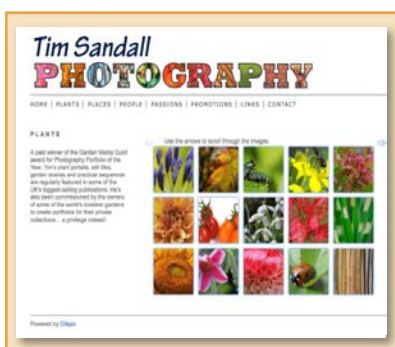 Tim Sandall
PHOTOGRAPHY
HOME | PLANTS | PLACES | PEOPLE | PASSIONS | PROMOTIONS | LINKS | CONTACT
PLANTS
Use the arrows to scroll through the images.
A past winner of the Garden Media Guild
award for Photography Portfolio of the
Year, Tim's plant portraits, still lifes,
garden scenes and practical sequences
are regularly featured in some of the
UK's biggest-selling publications. He's
also been commissioned by the owners
of some of the world's loveliest gardens
to create portfolios for their private
collections... a privilege indeed!
Powered by Clikpic